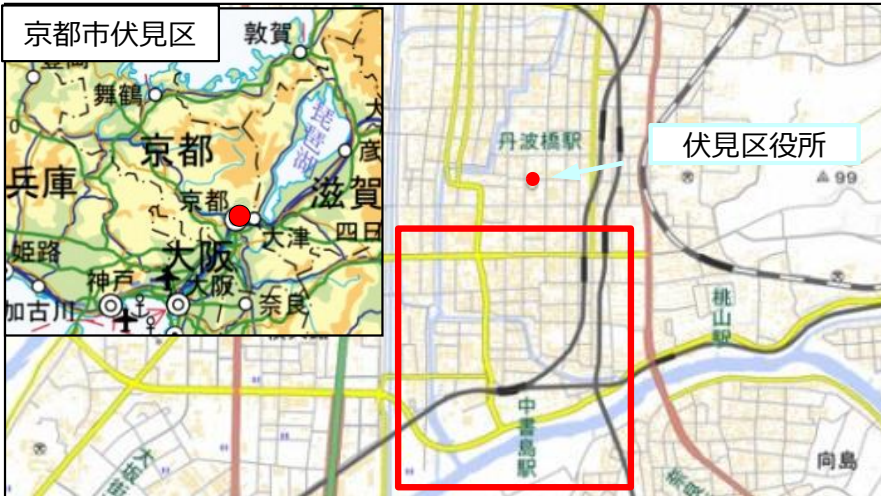 京都市伏見区
敦賀
舞鶴
琵琶湖
京都
兵庫
滋賀
京都
大津
四日
姫路
大阪
神戸
大阪
加古川
奈良
丹波橋駅
伏見区役所
99
桃山駅
中書島駅
向島
大坂街